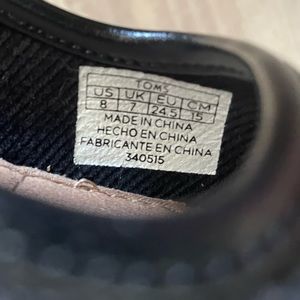 TOMS
US UK EU CM
8 7 24.5 15
MADE IN CHINA
HECHO EN CHINA
FABRICANTE EN CHINA
340515